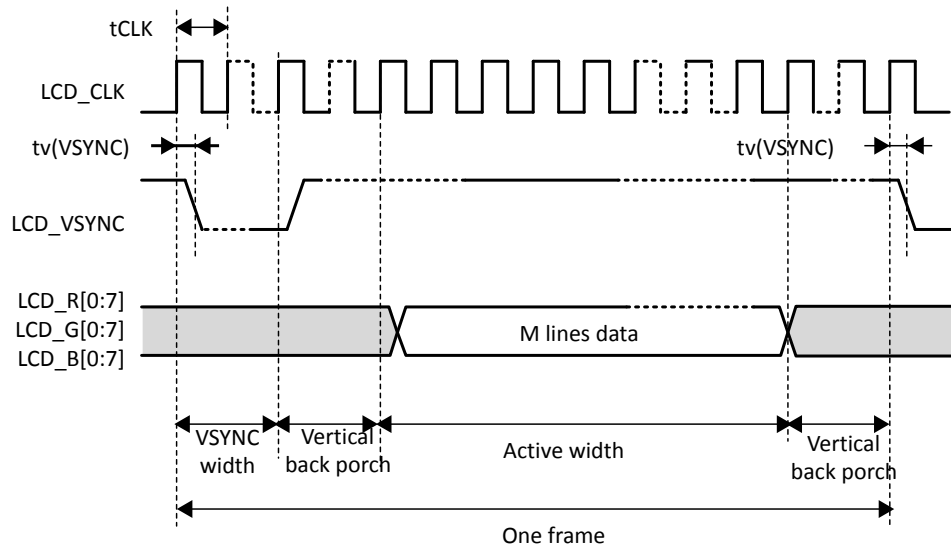 tCLK
LCD_CLK
tv(VSYNC)
tv(VSYNC)
LCD_VSYNC
LCD_R[0:7]
LCD_G[0:7]
M lines data
LCD_B[0:7]
VSYNC
width
Vertical
back porch
Active width
Vertical
back porch
One frame